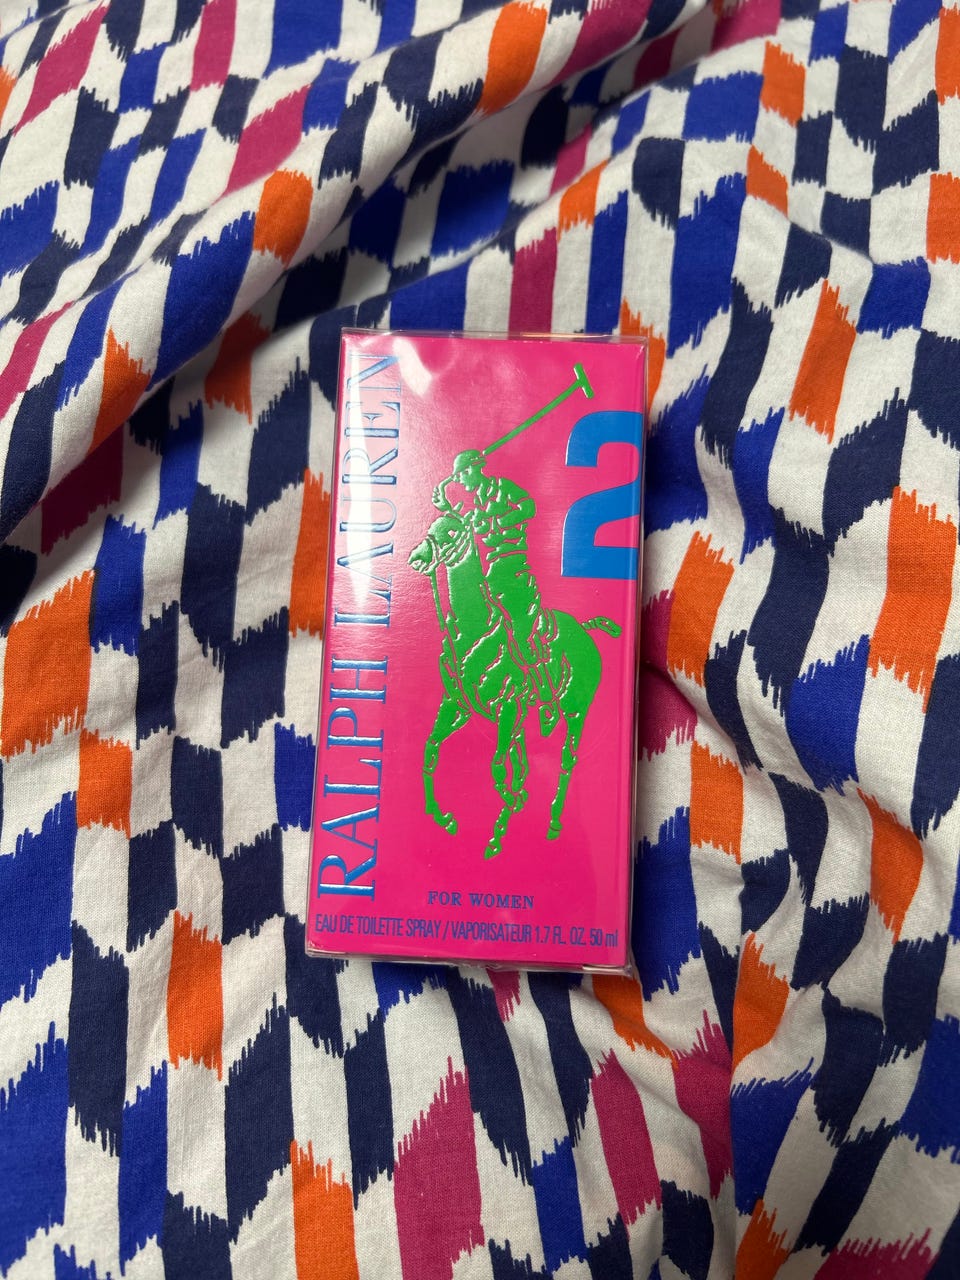 RALPH LAUREN
2
FOR WOMEN
EAU DE TOILETTE SPRAY / VAPORISATEUR 1.7 FL. OZ. 50 ml